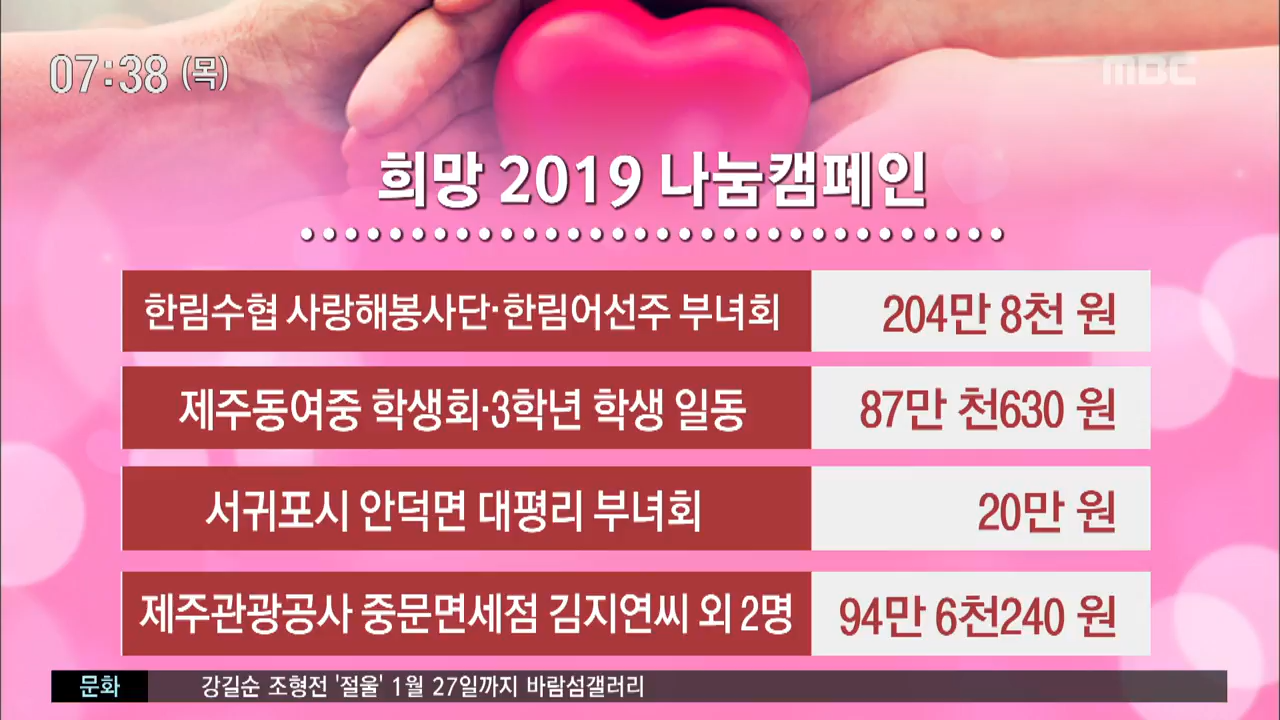 07:38 (목)
MBC
희망 2019 나눔캠페인
한림수협 사랑해봉사단·한림어선주 부녀회 204만 8천 원
제주동여중 학생회·3학년 학생 일동 87만 천630 원
서귀포시 안덕면 대평리 부녀회 20만 원
제주관광공사 중문면세점 김지연씨 외 2명 94만 6천240 원
문화 강길순 조형전 '절울' 1월 27일까지 바람섬갤러리